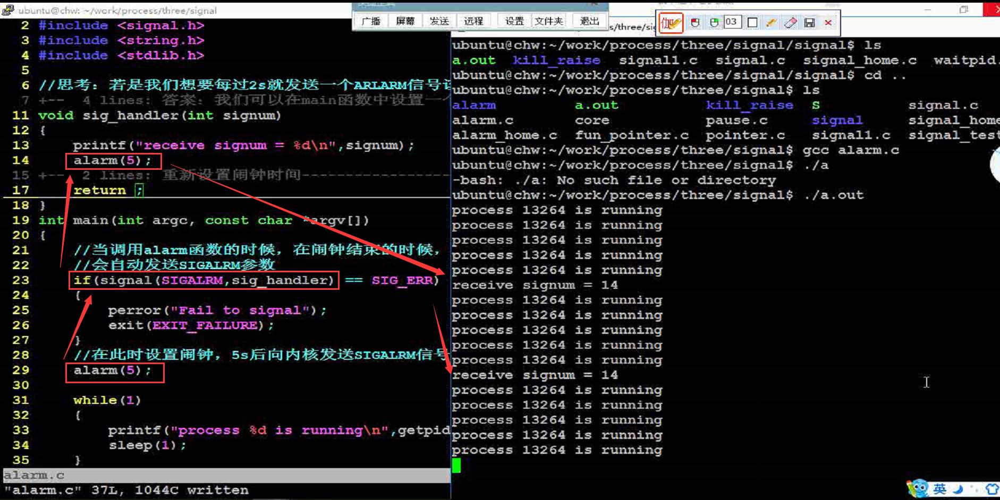 ubuntu@chw: ~/work/process/three/signal
2 #include <signal.h>
3 #include <string.h>
4 #include <stdlib.h>
5
6 //思考: 若是我们想要每过2s就发送一个ARLARM信号
7 +-- 4 lines: 答案: 我们可以在main函数中设置一
11 void sig_handler(int signum)
12 {
13 printf("receive signum = %d\n",signum);
14 alarm(5);
15 +-- 2 lines: 重新设置闹钟时间-----------------
17 return ;
18 }
19 int main(int argc, const char *argv[])
20 {
21 //当调用alarm函数的时候, 在闹钟结束的时候,
22 //会自动发送SIGALRM参数
23 if(signal(SIGALRM,sig_handler) == SIG_ERR)
24 {
25 perror("Fail to signal");
26 exit(EXIT_FAILURE);
27 }
28 //在此时设置闹钟, 5s后向内核发送SIGALRM信号
29 alarm(5);
30
31 while(1)
32 {
33 printf("process %d is running\n",getpid
34 sleep(1);
35 }
alarm.c
"alarm.c" 37L, 1044C written
广播 屏幕 发送 远程 设置 文件夹 退出
s/three/sig
03
ubuntu@chw:~/work/process/three/signal/signal$ ls
a.out kill_raise signal1.c signal.c signal_home.c waitpid.
ubuntu@chw:~/work/process/three/signal/signal$ cd ..
ubuntu@chw:~/work/process/three/signal$ ls
alarm a.out kill_raise S signal.c
alarm.c core pause.c signal signal_home
alarm_home.c fun_pointer.c pointer.c signal1.c signal_test
ubuntu@chw:~/work/process/three/signal$ gcc alarm.c
ubuntu@chw:~/work/process/three/signal$ ./a
-bash: ./a: No such file or directory
ubuntu@chw:~/work/process/three/signal$ ./a.out
process 13264 is running
process 13264 is running
process 13264 is running
process 13264 is running
process 13264 is running
receive signum = 14
process 13264 is running
process 13264 is running
process 13264 is running
process 13264 is running
process 13264 is running
receive signum = 14
process 13264 is running
process 13264 is running
process 13264 is running
process 13264 is running
process 13264 is running
英